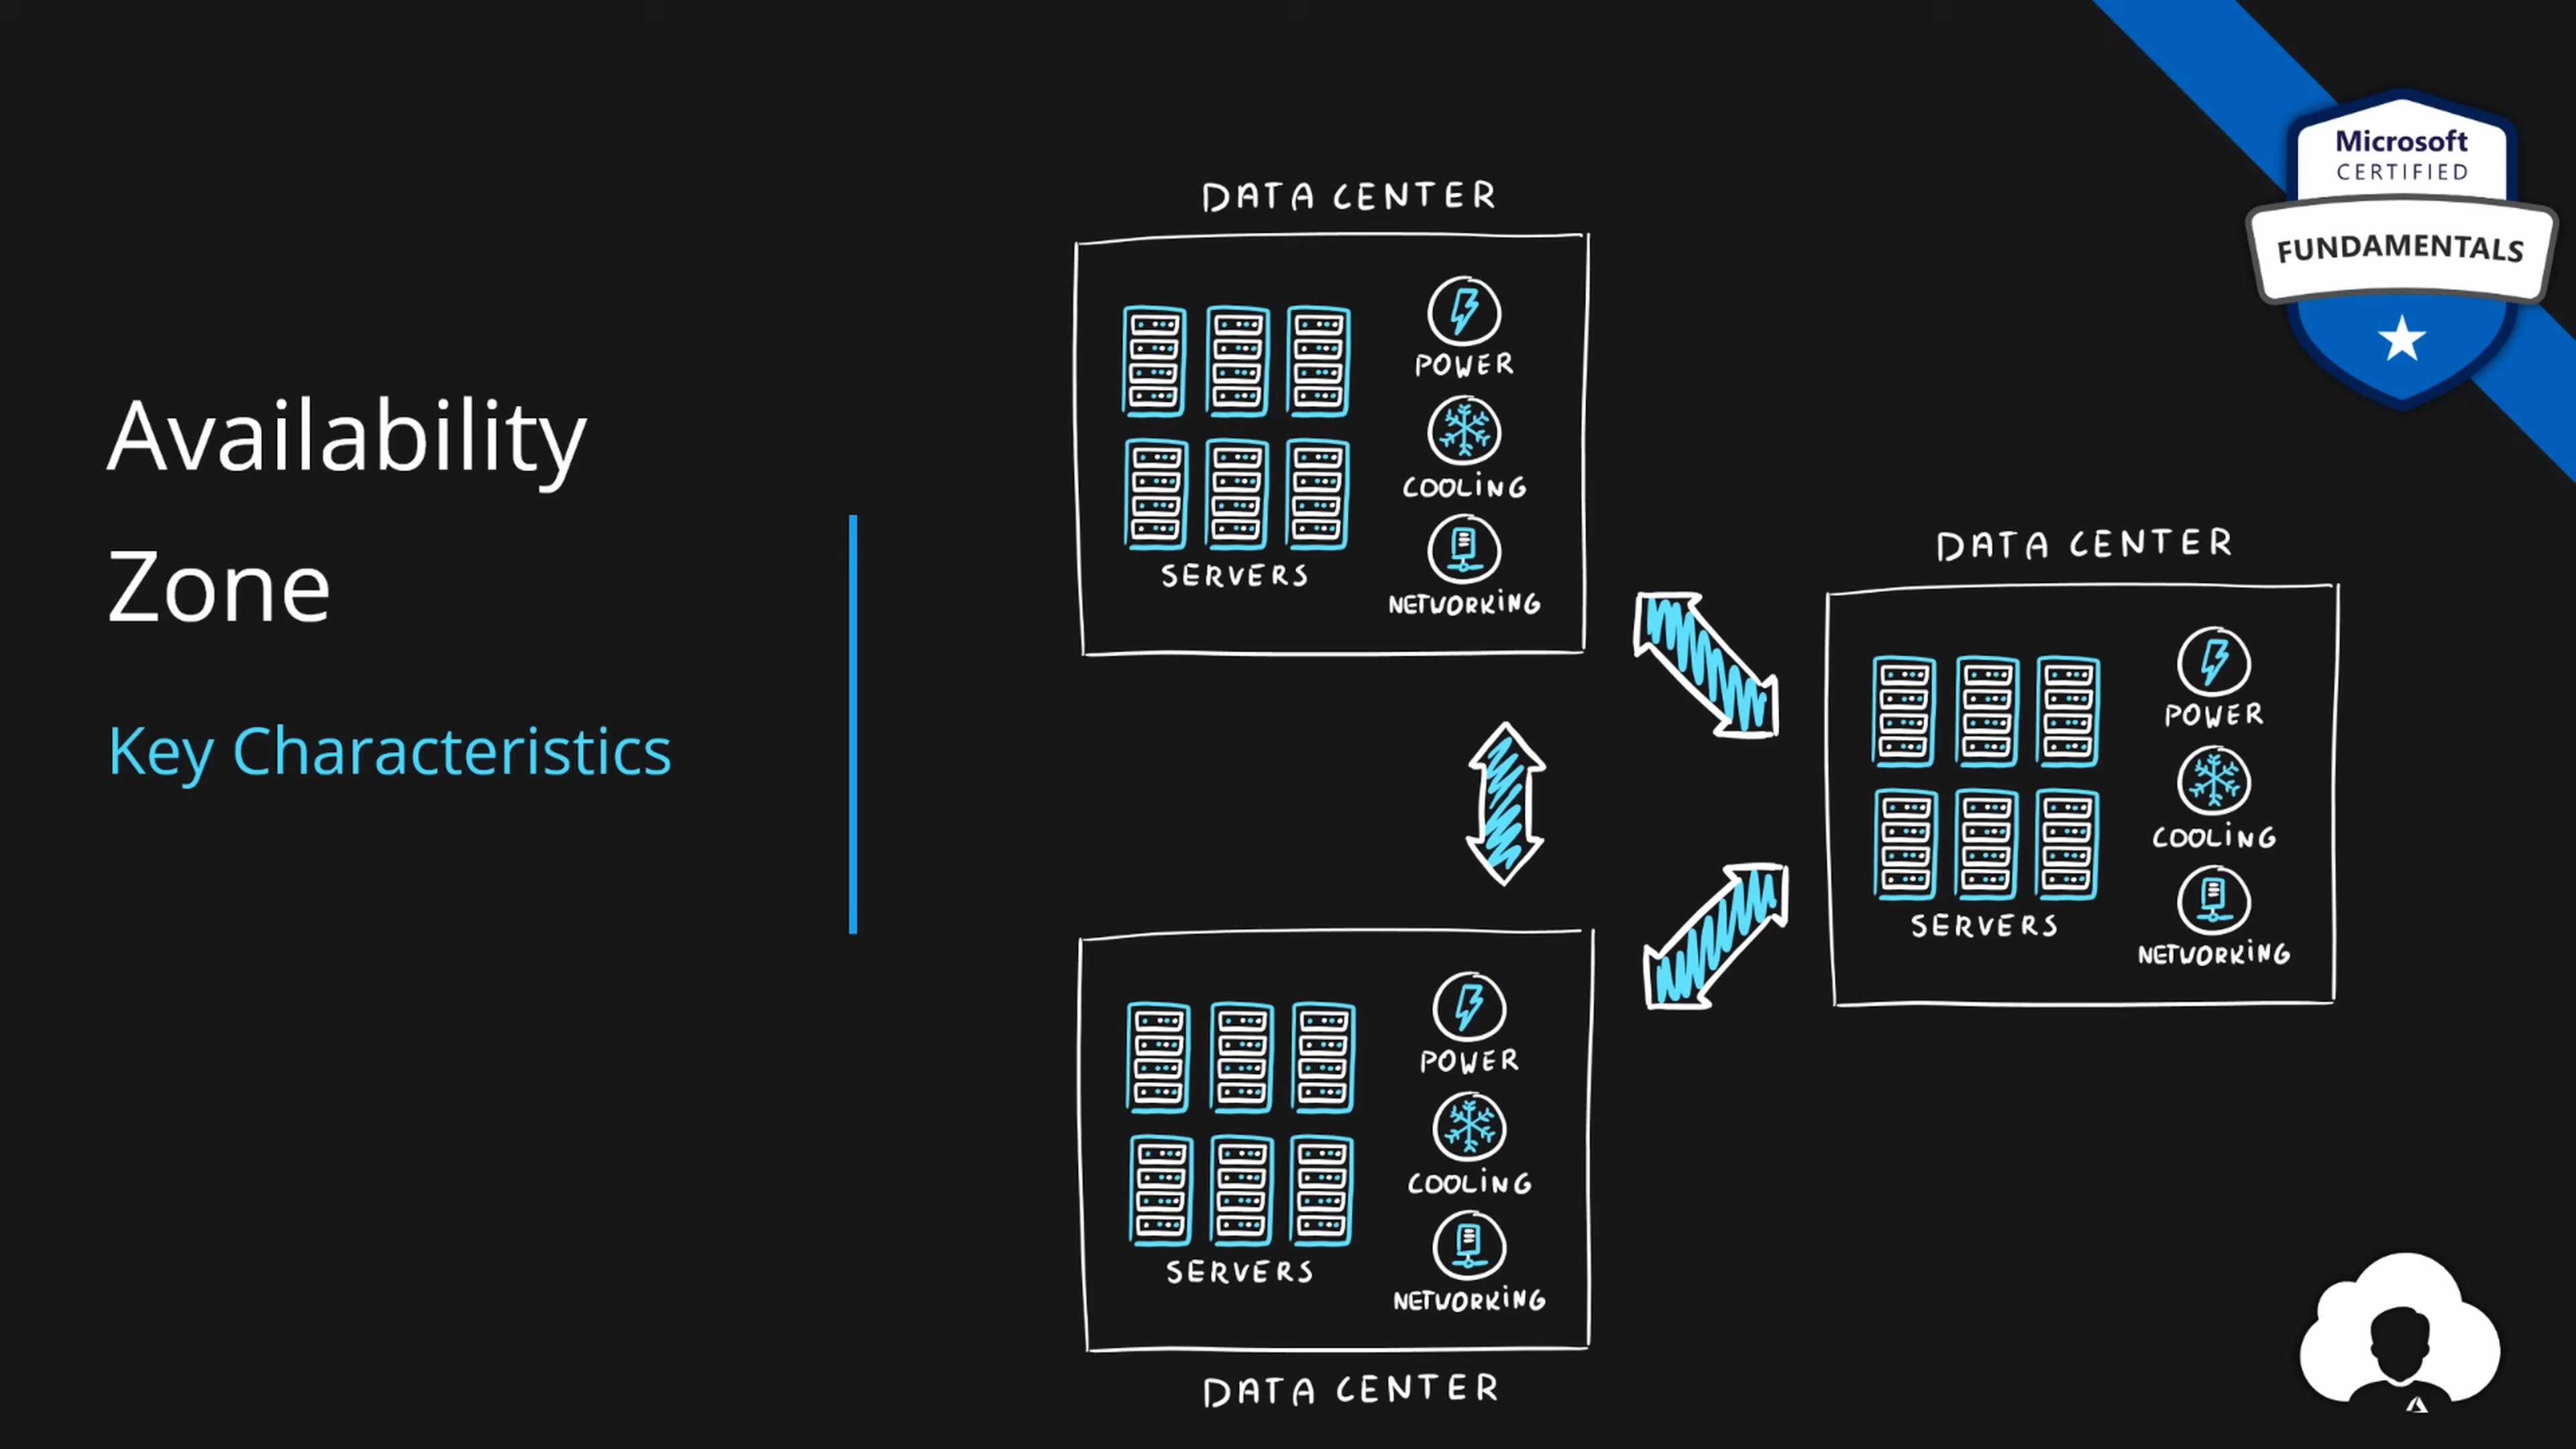 Availability
Zone
Key Characteristics
DATA CENTER
POWER
COOLING
NETWORKING
SERVERS
DATA CENTER
POWER
COOLING
NETWORKING
SERVERS
POWER
COOLING
NETWORKING
SERVERS
DATA CENTER
Microsoft
CERTIFIED
FUNDAMENTALS